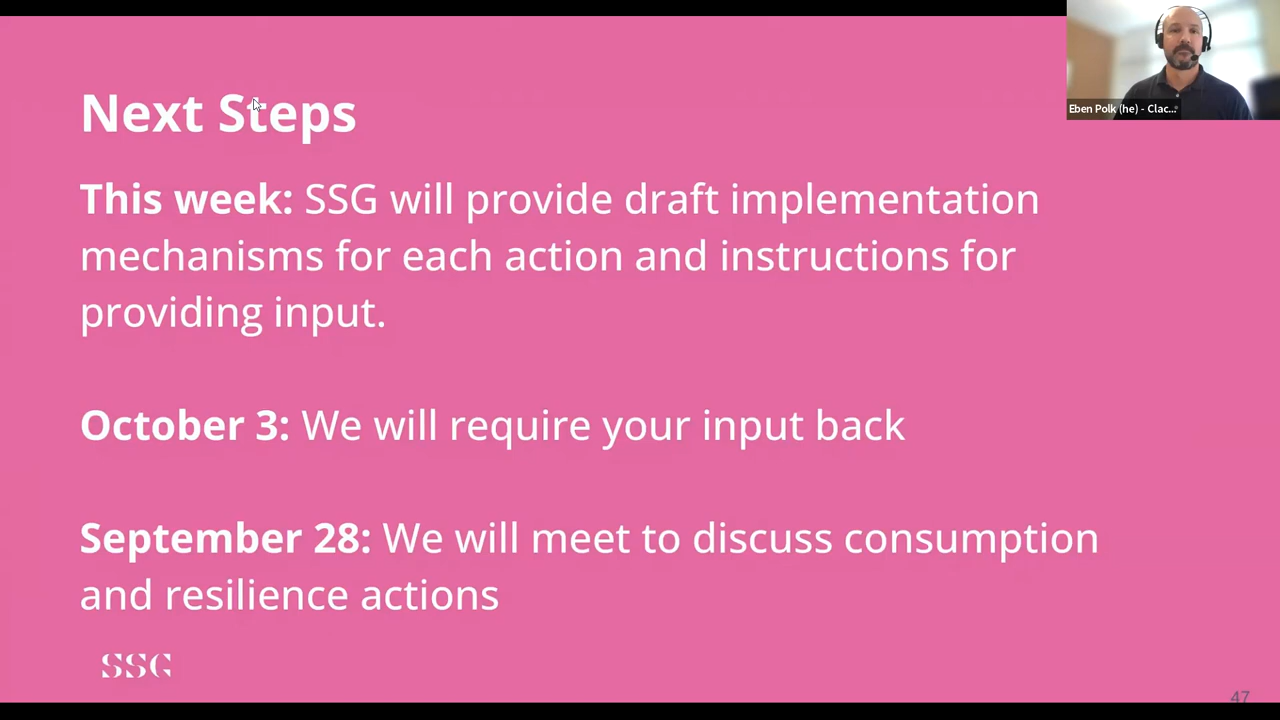 Next Steps
This week: SSG will provide draft implementation
mechanisms for each action and instructions for
providing input.
October 3: We will require your input back
September 28: We will meet to discuss consumption
and resilience actions
SSG
47
Eben Polk (he) - Clac...